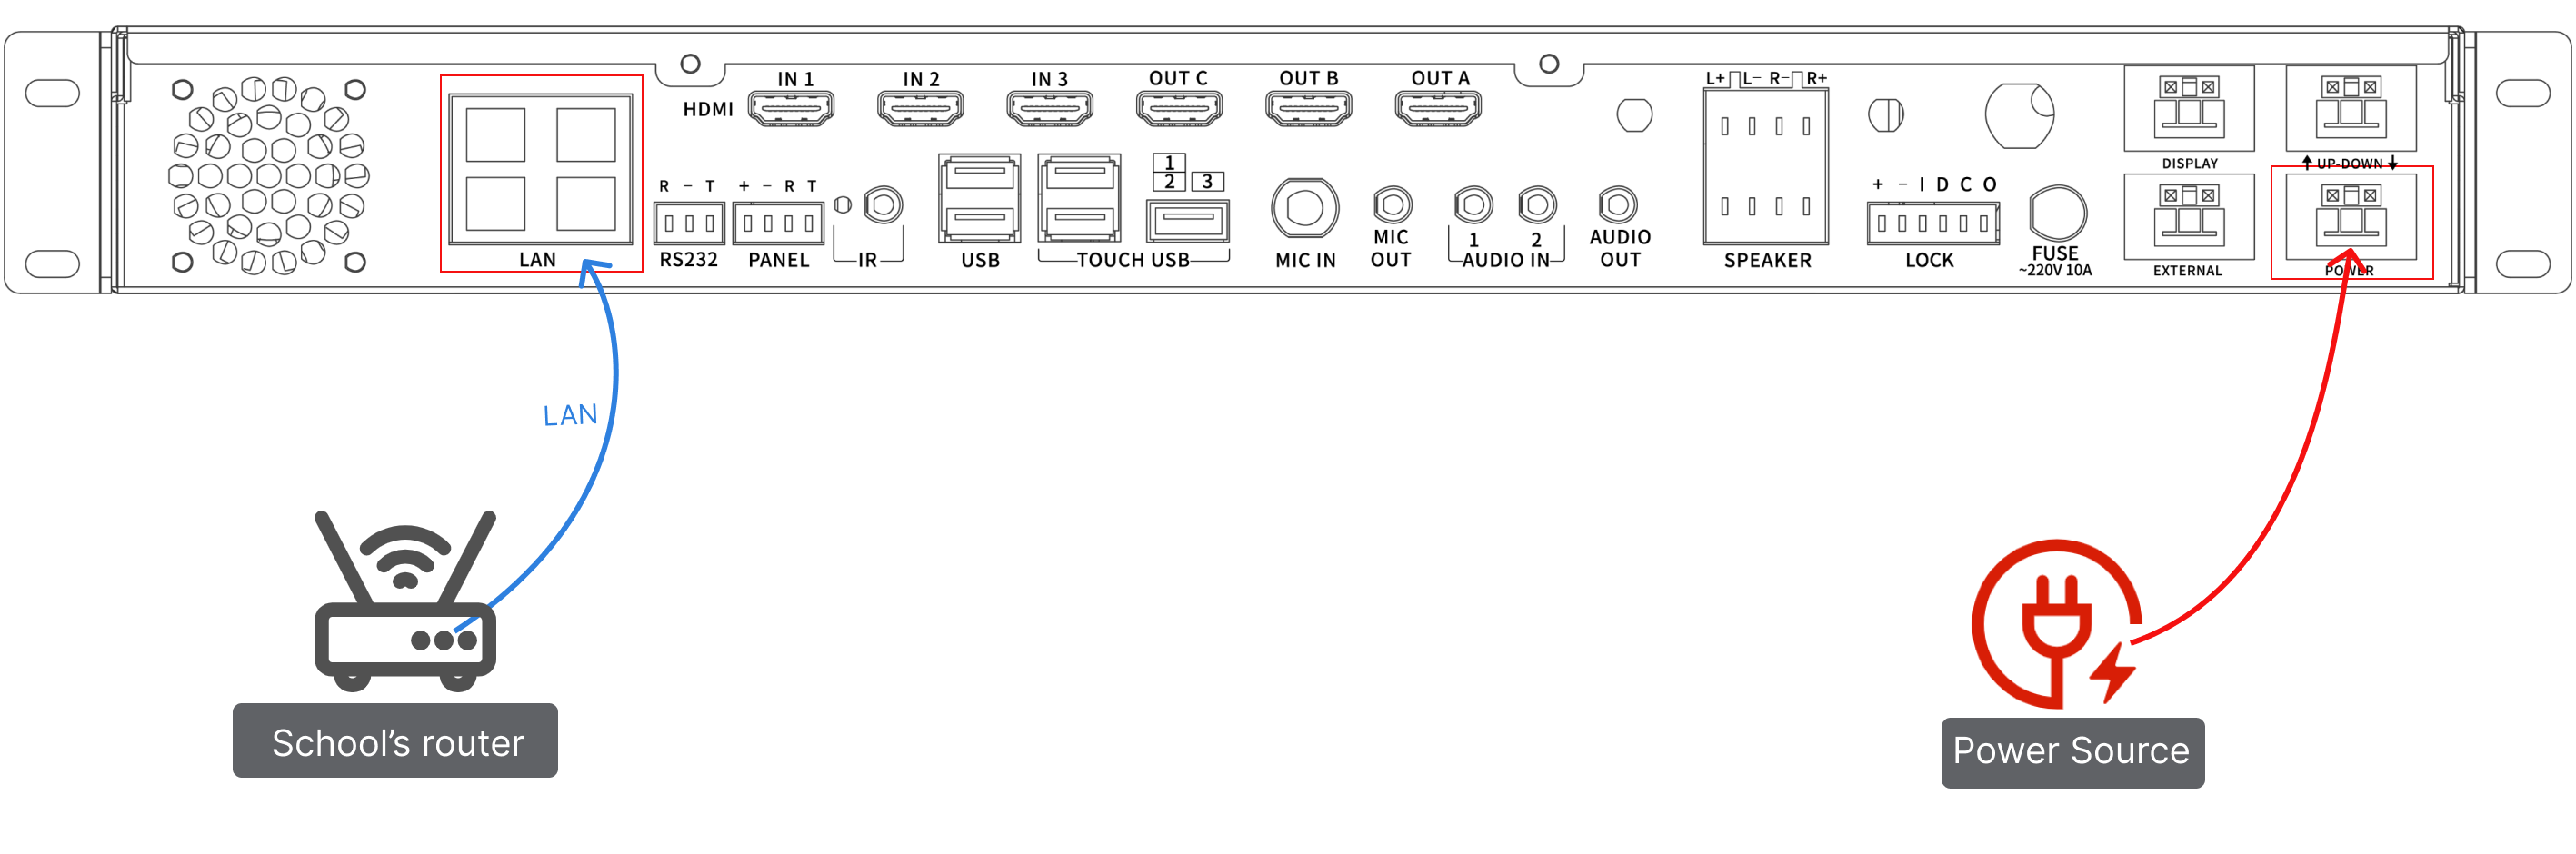 IN 1 IN 2 IN 3 OUT C OUT B OUT A
HDMI
L+ L- R- R+
DISPLAY
↑ UP-DOWN ↓
1
2 3
R - T
+ - R T
+ - I D C O
LAN
RS232
PANEL
IR
USB
TOUCH USB
MIC IN
MIC
OUT
1 2
AUDIO IN
AUDIO
OUT
SPEAKER
LOCK
FUSE
~220V 10A
EXTERNAL
POWER
LAN
School's router
Power Source